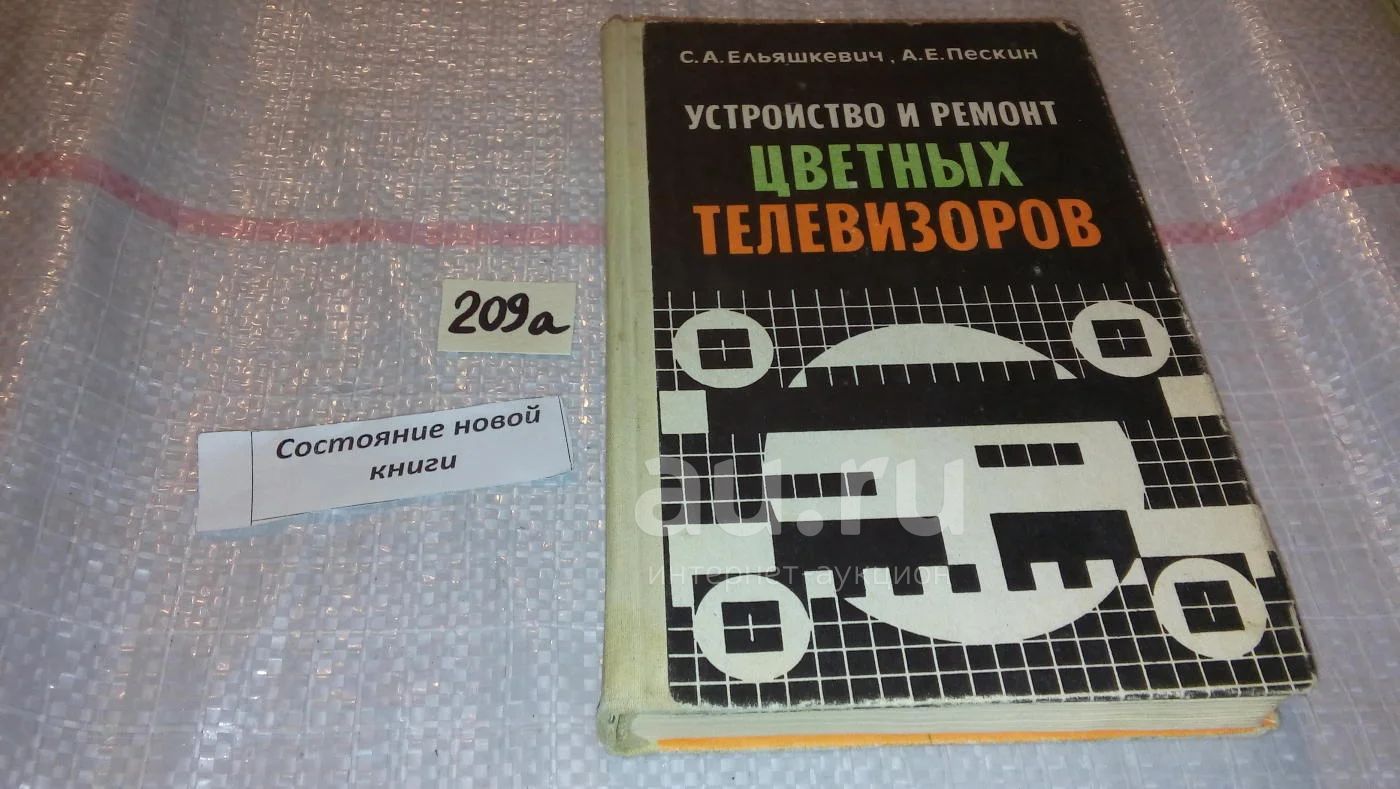 С.А.Ельяшкевич, А.Е.Пескин
УСТРОЙСТВО И РЕМОНТ
ЦВЕТНЫХ
ТЕЛЕВИЗОРОВ
209а
Состояние новой
книги
au.ru
интернет-аукцион